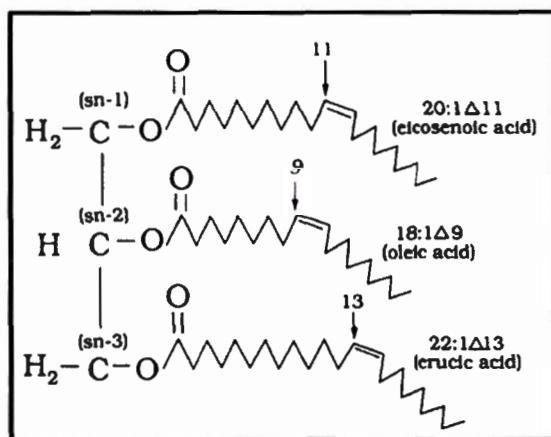 11
O
(sn-1)
20:1Δ11
(eicosenoic acid)
H₂–C–O
9
O
(sn-2)
18:1Δ9
(oleic acid)
H C–O
13
O
(sn-3)
22:1Δ13
(erucic acid)
H₂–C–O